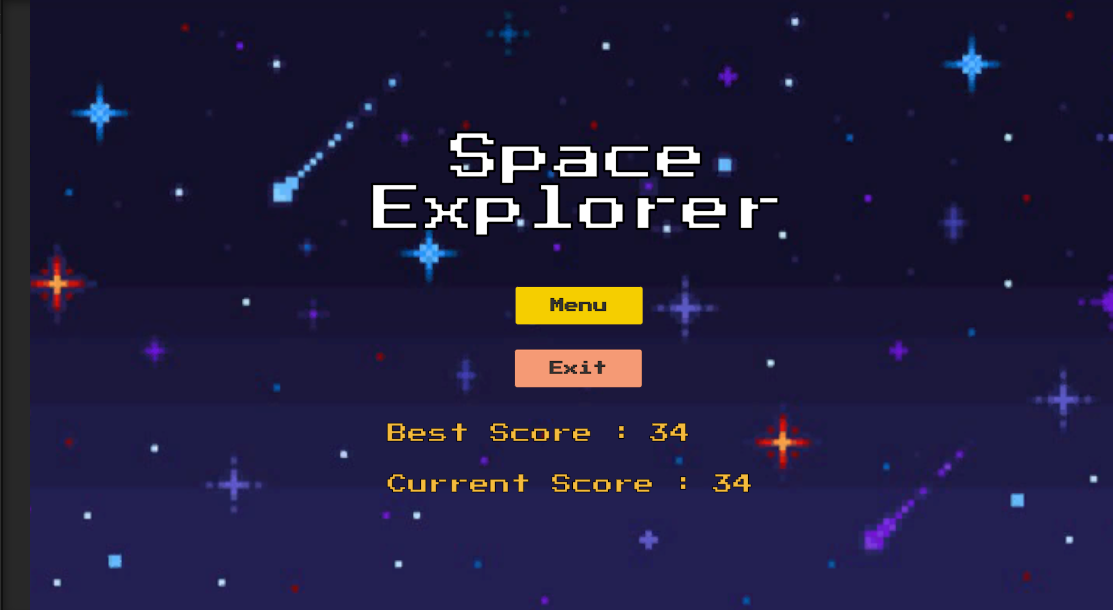 Space
Explorer
Menu
Exit
Best Score : 34
Current Score : 34